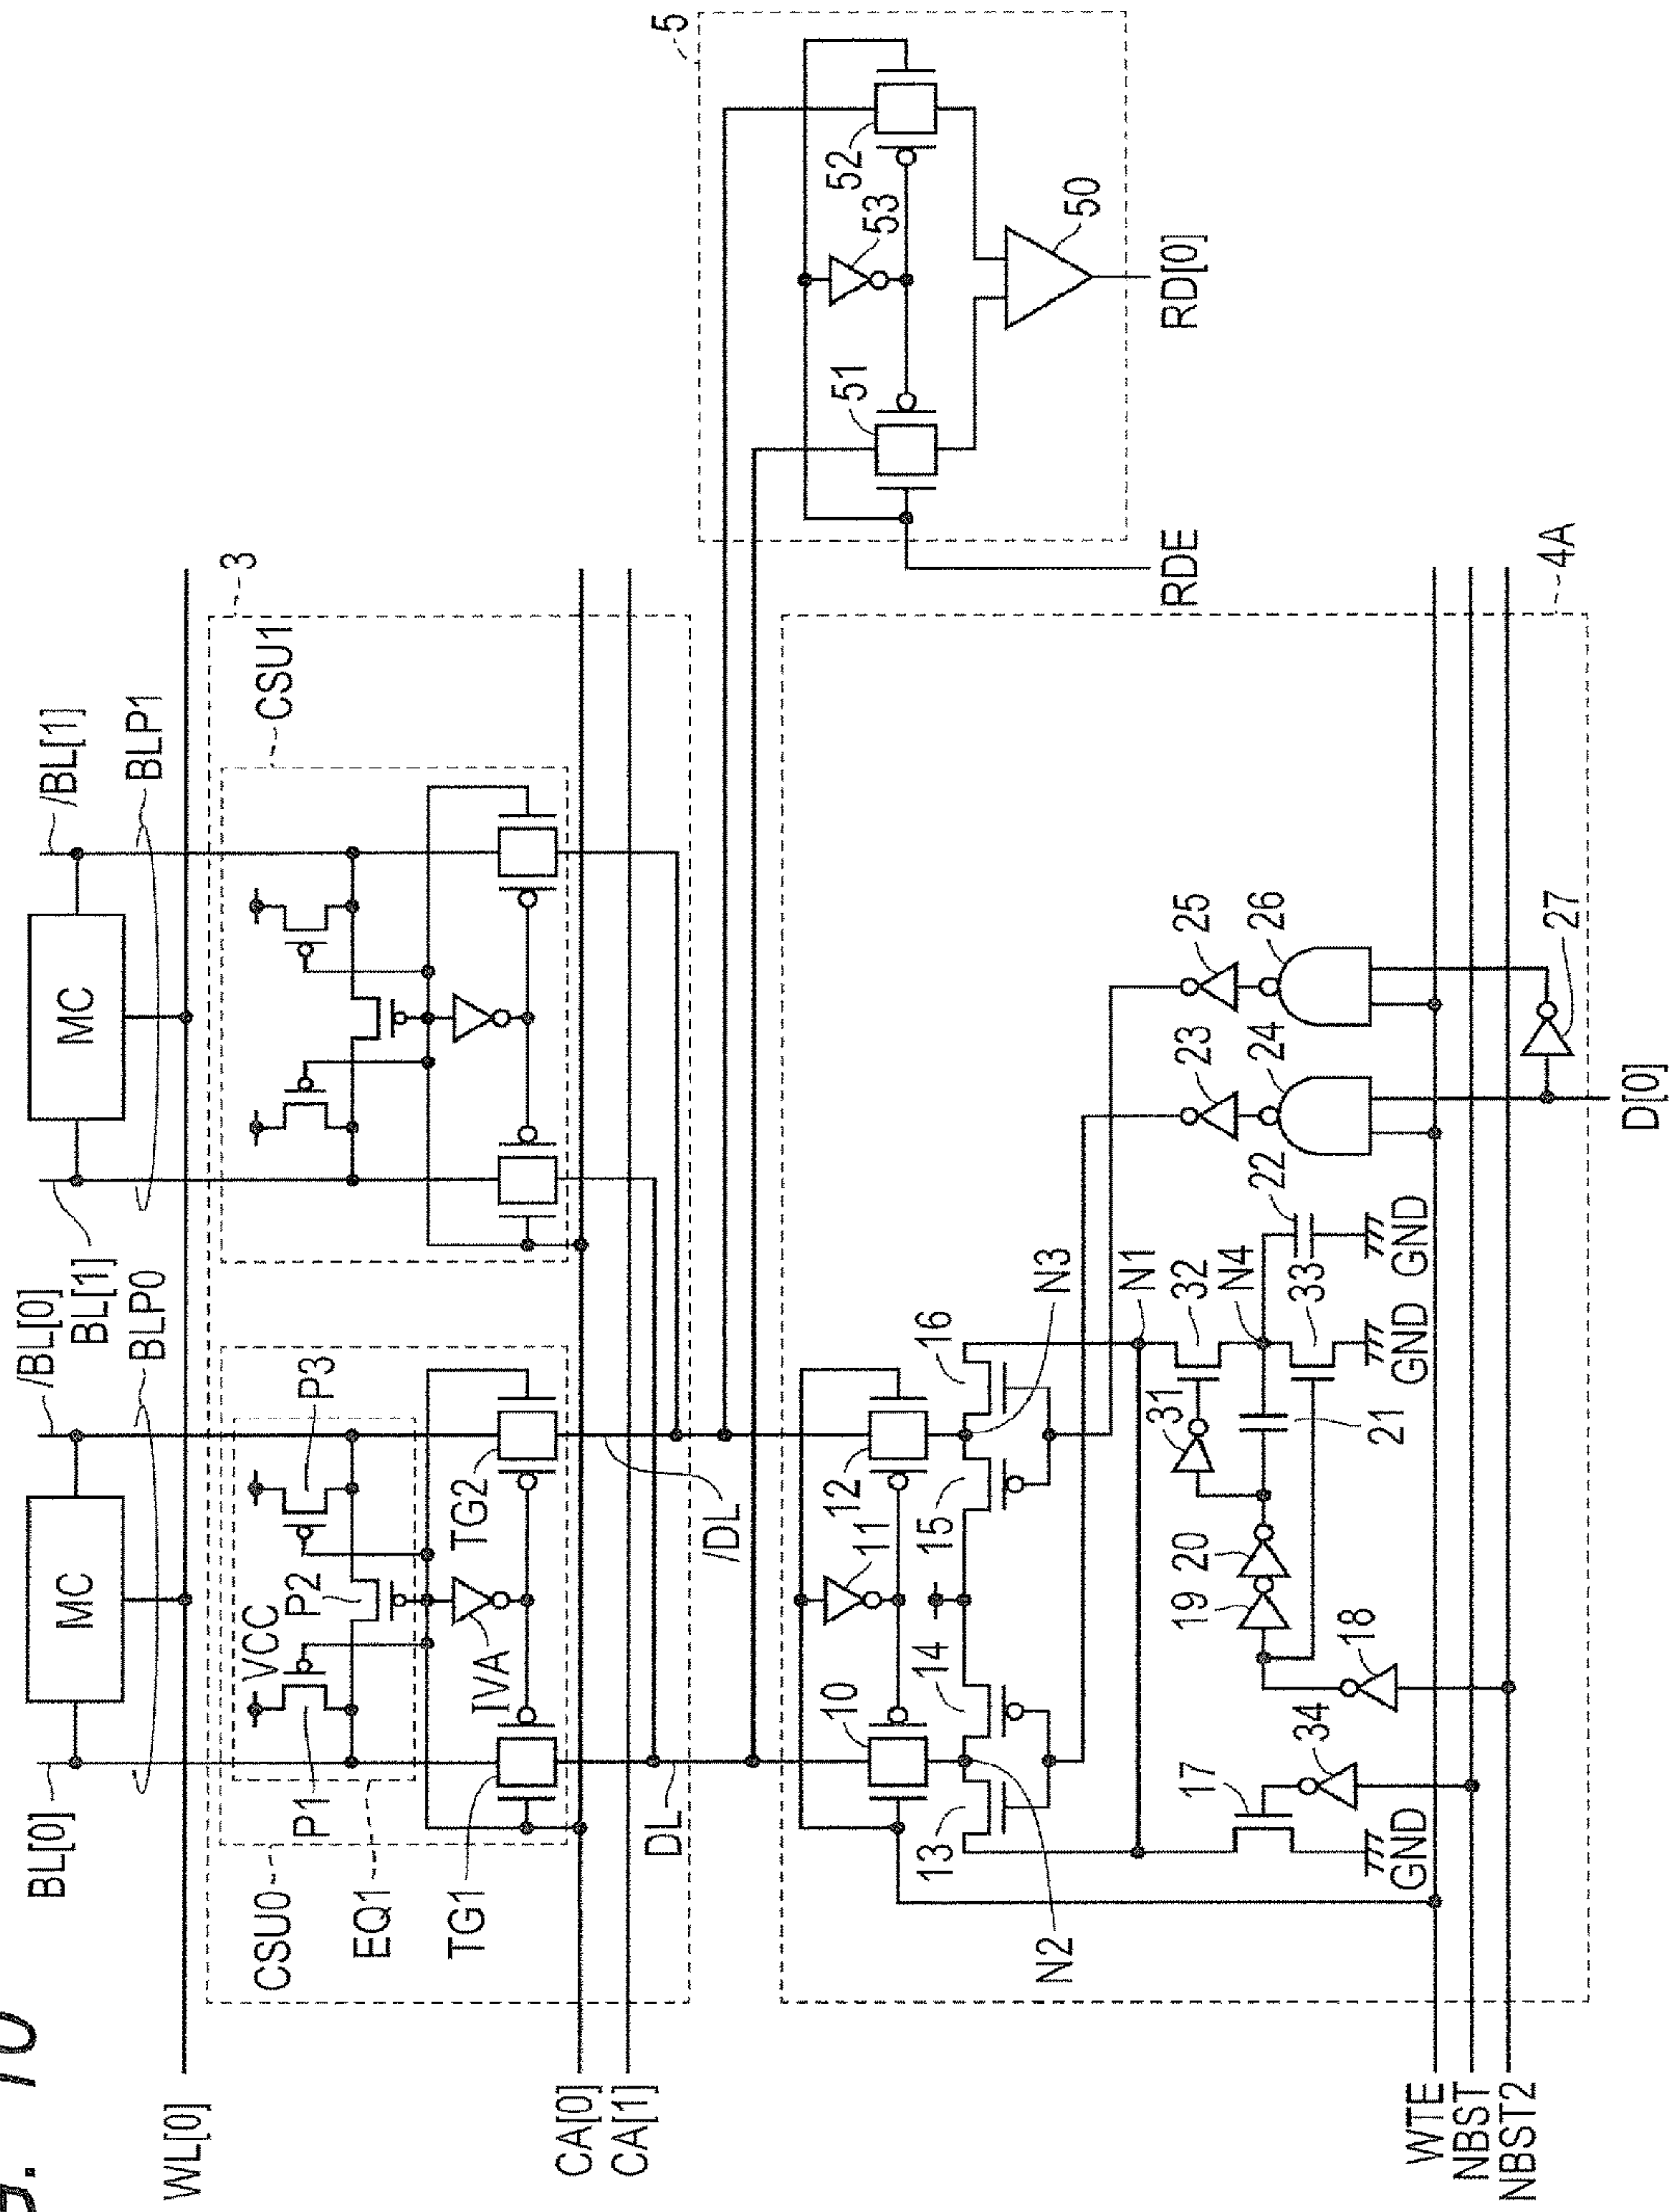 10
BL[0]
/BL[0]
BL[1]
BLP0
/BL[1]
BLP1
MC
MC
WL[0]
3
CSU0
CSU1
VCC
P1
P2
P3
EQ1
IVA
TG1
TG2
CA[0]
CA[1]
DL
/DL
5
51
52
53
50
RDE
RD[0]
4A
10
11
12
13
14
15
16
N2
N3
N1
17
34
18
19
20
31
32
N4
21
33
22
23
24
25
26
27
GND
GND
GND
WTE
NBST
NBST2
D[0]